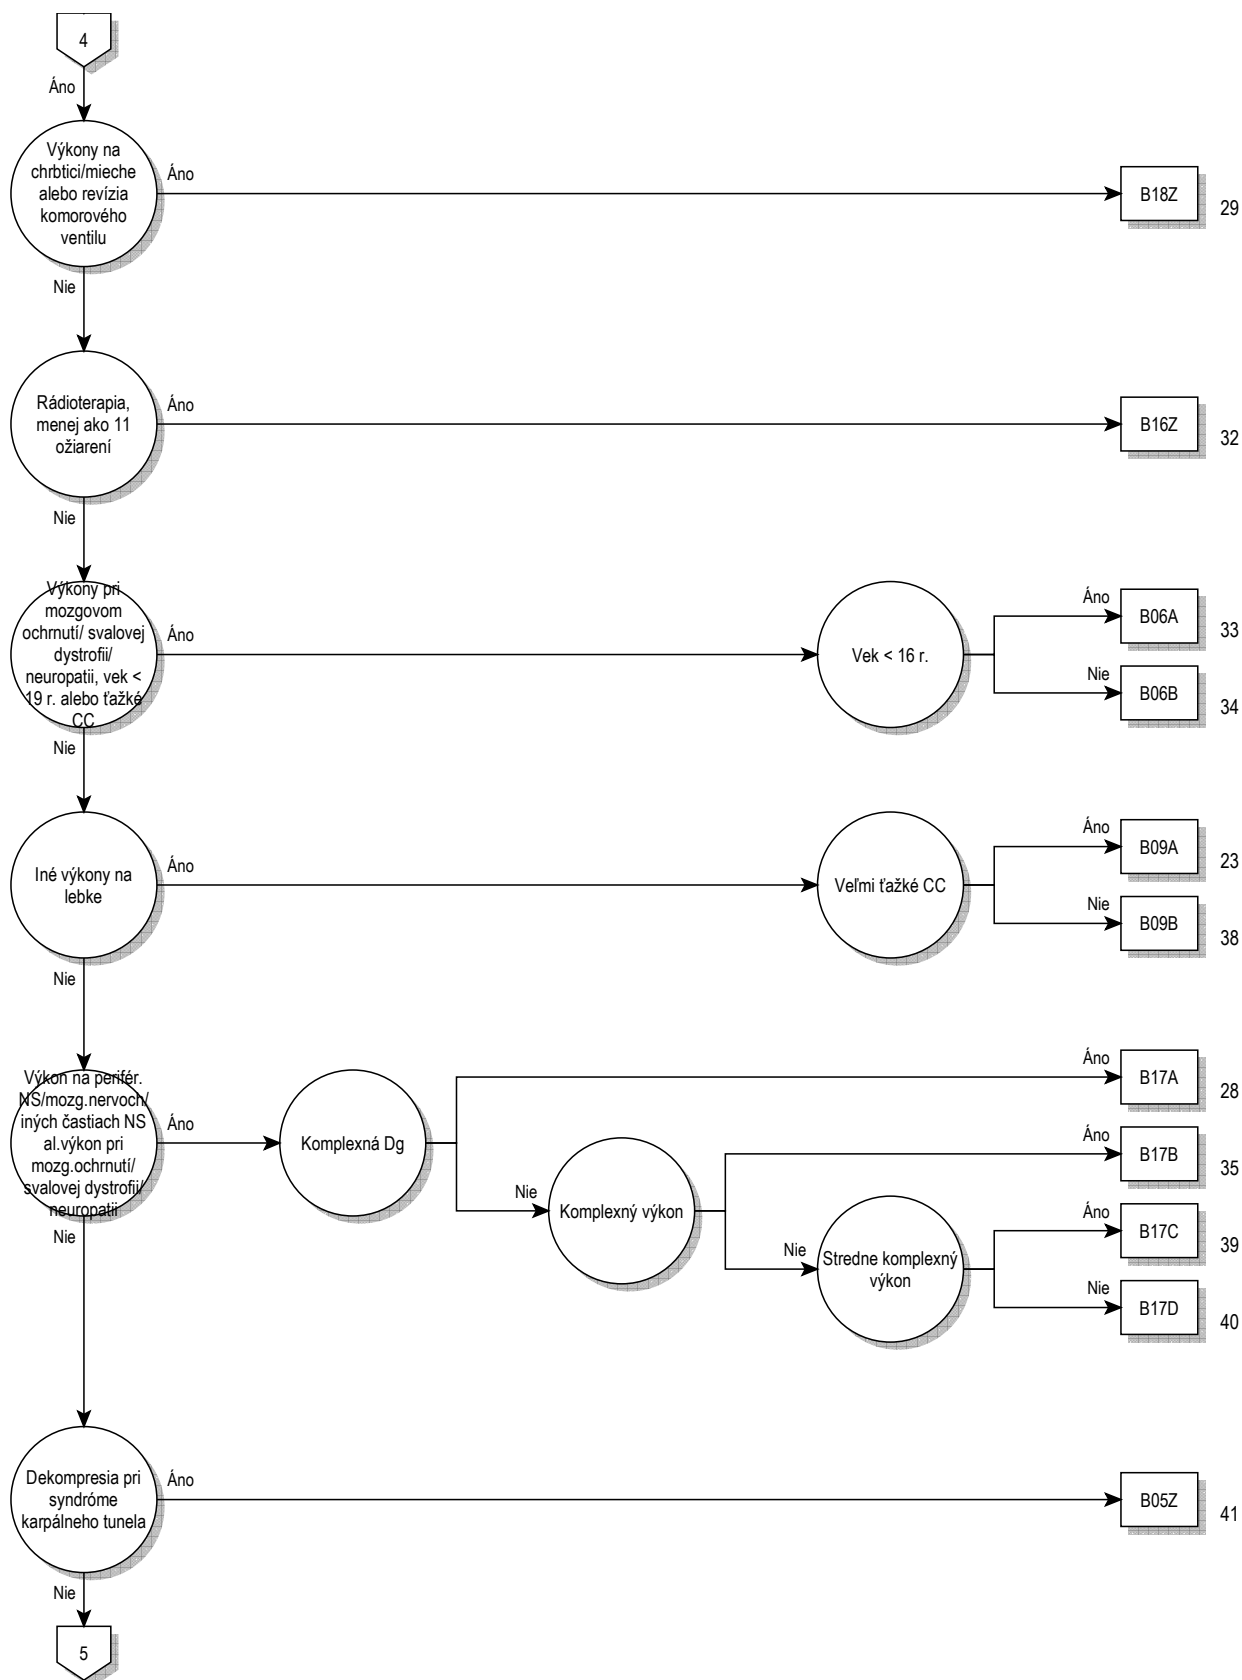 4
Áno
Výkony na
chrbtici/mieche
alebo revízia
komorového
ventilu
Áno
B18Z
29
Nie
Rádioterapia,
menej ako 11
ožiarení
Áno
B16Z
32
Nie
Výkony pri
mozgovom
ochrnutí/ svalovej
dystrofii/
neuropatii, vek <
19 r. alebo ťažké
CC
Áno
Vek < 16 r.
Áno
B06A
33
Nie
B06B
34
Nie
Iné výkony na
lebke
Áno
Veľmi ťažké CC
Áno
B09A
23
Nie
B09B
38
Nie
Výkon na perifér.
NS/mozg.nervoch/
iných častiach NS
al.výkon pri
mozg.ochrnutí/
svalovej dystrofii/
neuropatii
Áno
Komplexná Dg
Áno
B17A
28
Nie
Komplexný výkon
Áno
B17B
35
Nie
Stredne komplexný
výkon
Áno
B17C
39
Nie
B17D
40
Nie
Dekompresia pri
syndróme
karpálneho tunela
Áno
B05Z
41
Nie
5